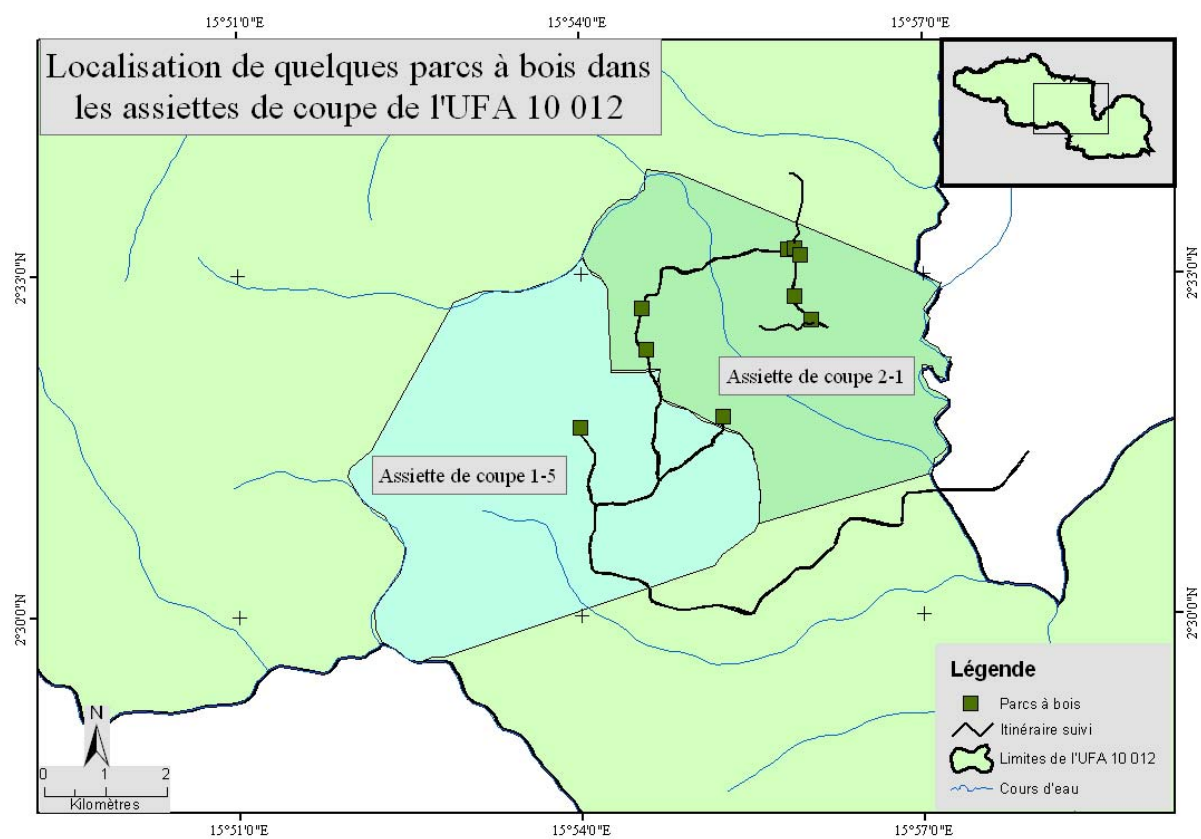 15°51'0"E
15°54'0"E
15°57'0"E
Localisation de quelques parcs à bois dans
les assiettes de coupe de l'UFA 10 012
2°33'0"N
2°33'0"N
Assiette de coupe 2-1
Assiette de coupe 1-5
2°30'0"N
2°30'0"N
Légende
Parcs à bois
Itinéraire suivi
Limites de l'UFA 10 012
Cours d'eau
N
0 1 2
Kilomètres
15°51'0"E
15°54'0"E
15°57'0"E